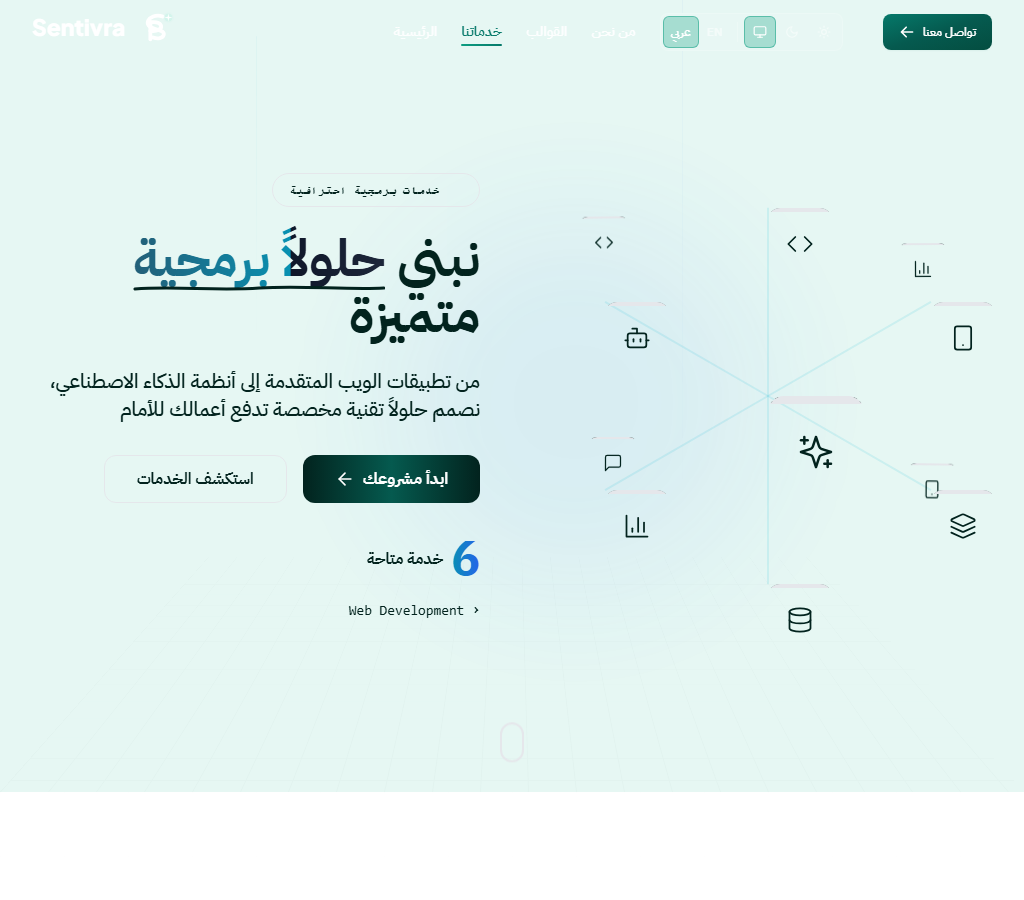 Sentivra
الرئيسية
خدماتنا
القوالب
من نحن
عربي
EN
تواصل معنا
خدمات برمجية احترافية
نبني حلولاً برمجية
متميزة
من تطبيقات الويب المتقدمة إلى أنظمة الذكاء الاصطناعي،
نصمم حلولاً تقنية مخصصة تدفع أعمالك للأمام
ابدأ مشروعك
استكشف الخدمات
6 خدمة متاحة
Web Development ›